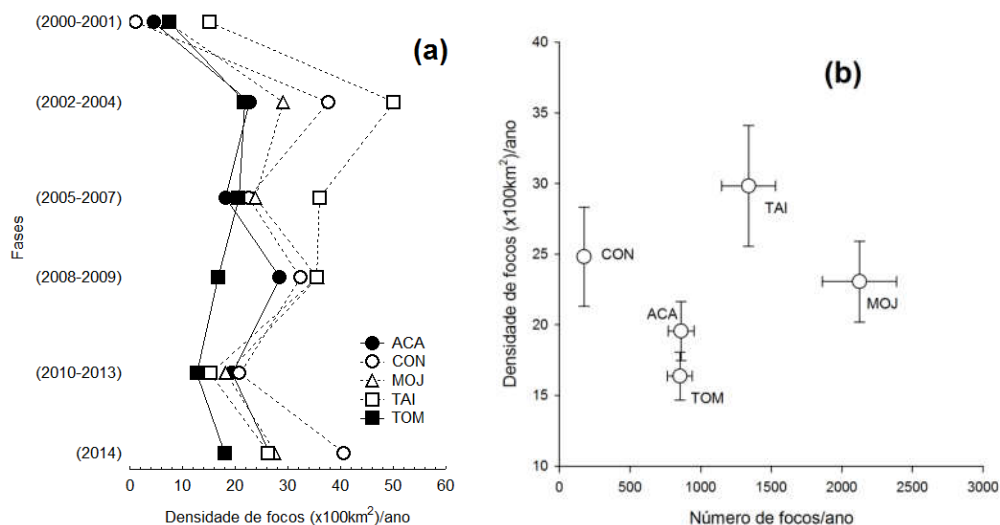 (2000-2001)
(2002-2004)
(2005-2007)
(2008-2009)
(2010-2013)
(2014)
Fases
(a)
ACA
CON
MOJ
TAI
TOM
0 10 20 30 40 50 60
Densidade de focos (x100km²)/ano
40
35
30
25
20
15
10
Densidade de focos (x100km²)/ano
(b)
TAI
CON
MOJ
ACA
TOM
0 500 1000 1500 2000 2500 3000
Número de focos/ano